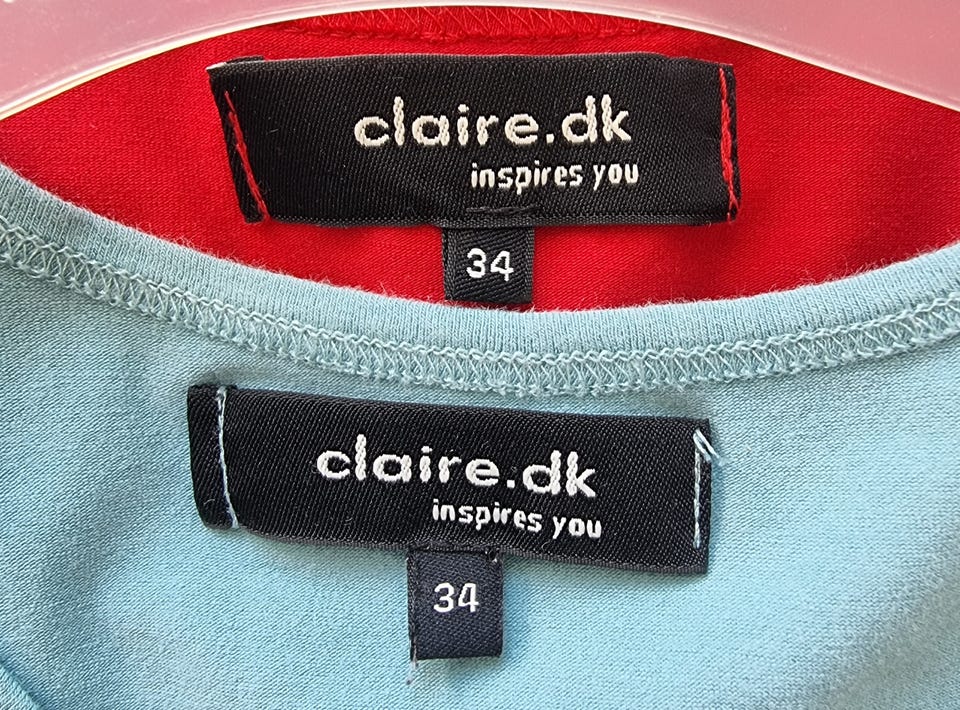 claire.dk
inspires you
34
claire.dk
inspires you
34